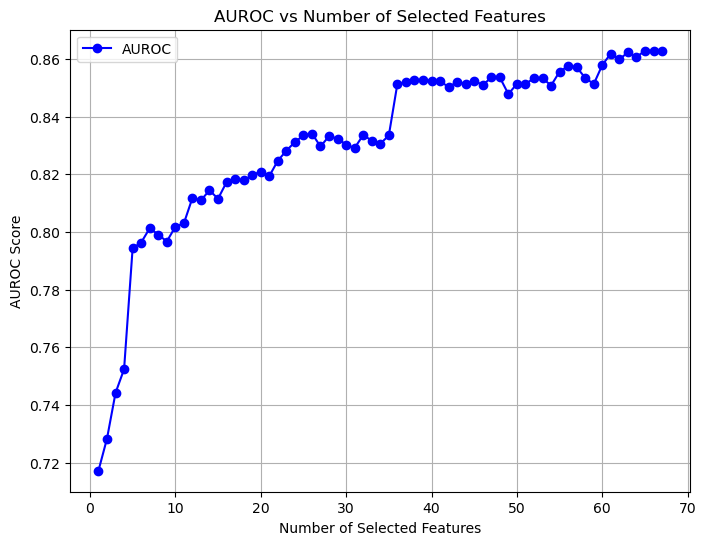 AUROC vs Number of Selected Features
AUROC
0.86
0.84
0.82
0.80
0.78
0.76
0.74
0.72
AUROC Score
0 10 20 30 40 50 60 70
Number of Selected Features